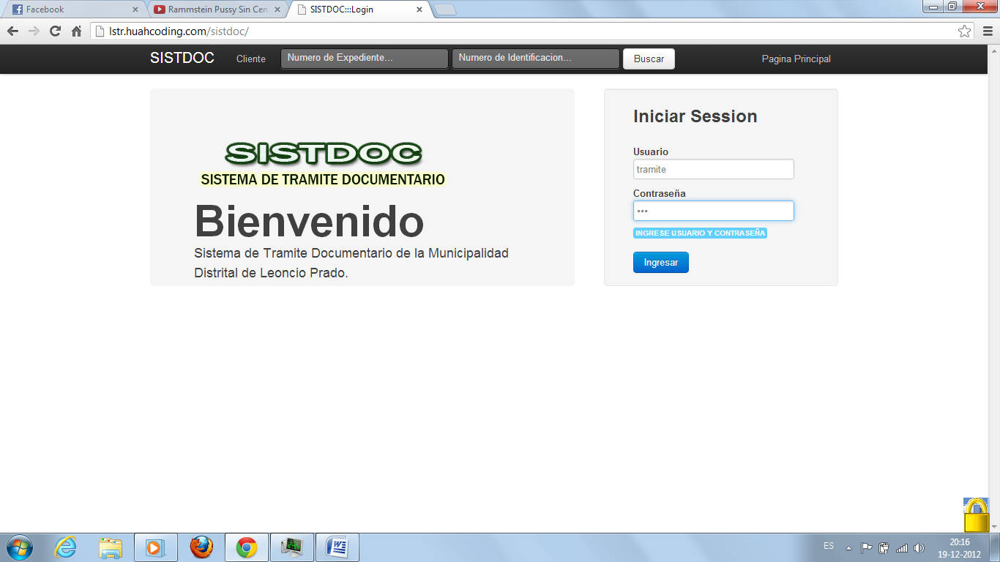 Facebook
Rammstein Pussy Sin Cen
SISTDOC:::Login
lstr.huahcoding.com/sistdoc/
SISTDOC Cliente Numero de Expediente... Numero de Identificacion... Buscar Pagina Principal
SISTDOC
SISTEMA DE TRAMITE DOCUMENTARIO
Bienvenido
Sistema de Tramite Documentario de la Municipalidad
Distrital de Leoncio Prado.
Iniciar Session
Usuario
tramite
Contraseña
•••
INGRESE USUARIO Y CONTRASEÑA
Ingresar
ES
20:16
19-12-2012